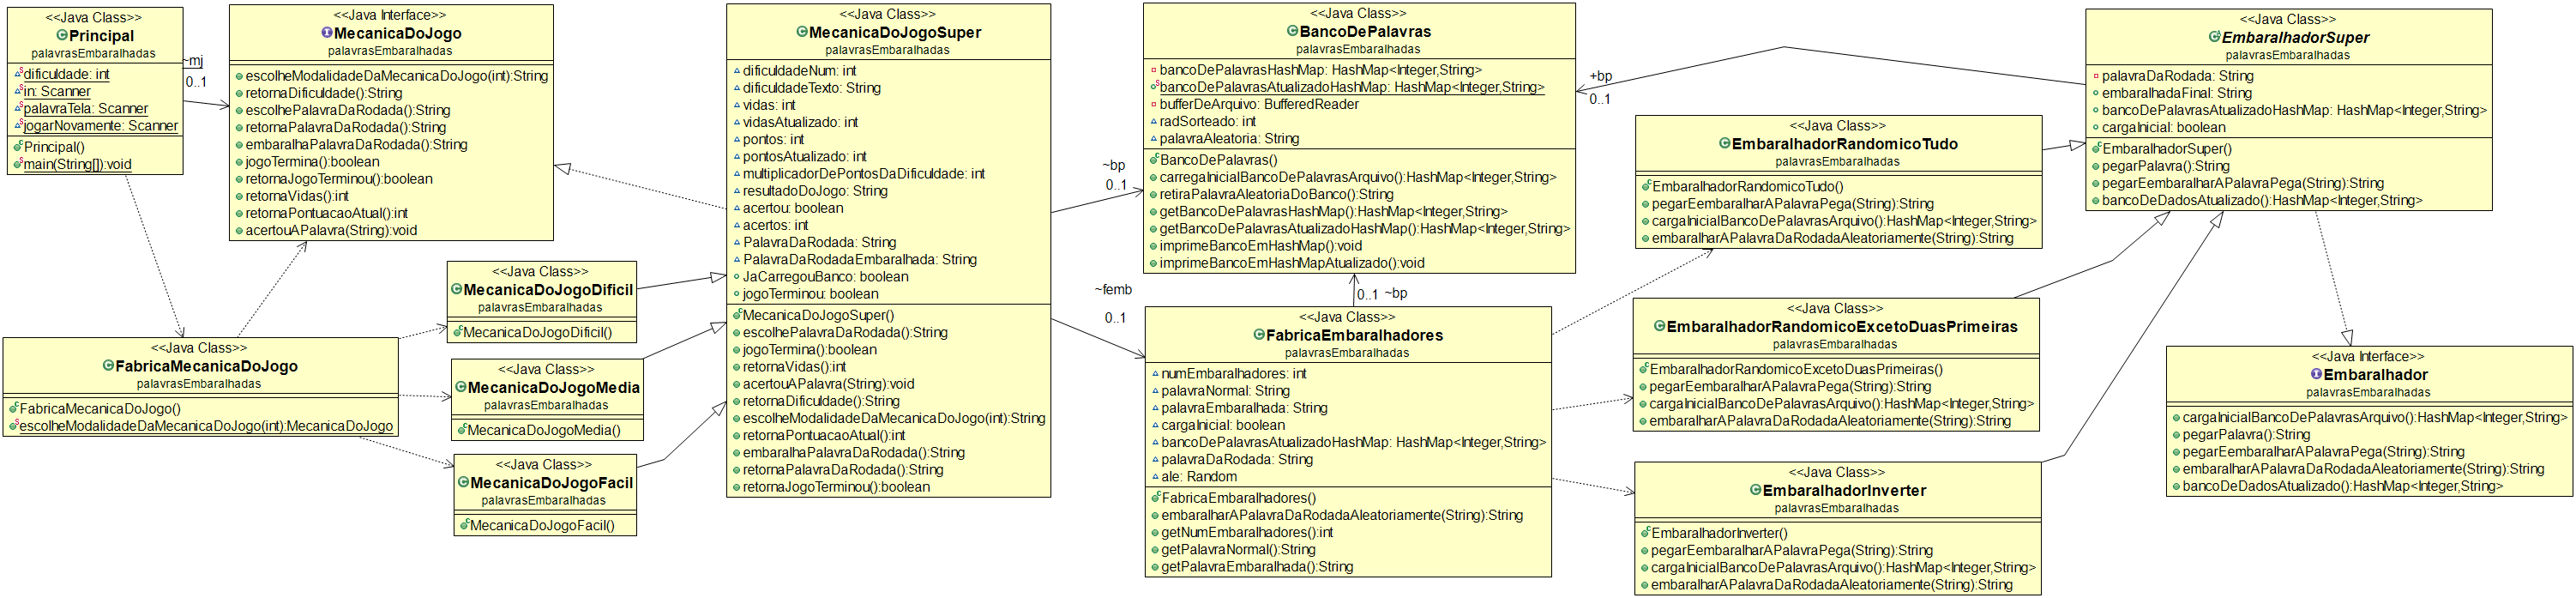 <<Java Class>>
Principal
palavrasEmbaralhadas
dificuldade: int
in: Scanner
palavraTela: Scanner
jogarNovamente: Scanner
Principal()
main(String[]):void
~mj
0..1
<<Java Interface>>
MecanicaDoJogo
palavrasEmbaralhadas
escolheModalidadeDaMecanicaDoJogo(int):String
retornaDificuldade():String
escolhePalavraDaRodada():String
retornaPalavraDaRodada():String
embaralhaPalavraDaRodada():String
jogoTermina():boolean
retornaJogoTerminou():boolean
retornaVidas():int
retornaPontuacaoAtual():int
acertouAPalavra(String):void
<<Java Class>>
FabricaMecanicaDoJogo
palavrasEmbaralhadas
FabricaMecanicaDoJogo()
escolheModalidadeDaMecanicaDoJogo(int):MecanicaDoJogo
<<Java Class>>
MecanicaDoJogoDificil
palavrasEmbaralhadas
MecanicaDoJogoDificil()
<<Java Class>>
MecanicaDoJogoMedia
palavrasEmbaralhadas
MecanicaDoJogoMedia()
<<Java Class>>
MecanicaDoJogoFacil
palavrasEmbaralhadas
MecanicaDoJogoFacil()
<<Java Class>>
MecanicaDoJogoSuper
palavrasEmbaralhadas
dificuldadeNum: int
dificuldadeTexto: String
vidas: int
vidasAtualizado: int
pontos: int
pontosAtualizado: int
multiplicadorDePontosDaDificuldade: int
resultadoDoJogo: String
acertou: boolean
acertos: int
PalavraDaRodada: String
PalavraDaRodadaEmbaralhada: String
JaCarregouBanco: boolean
jogoTerminou: boolean
MecanicaDoJogoSuper()
escolhePalavraDaRodada():String
jogoTermina():boolean
retornaVidas():int
acertouAPalavra(String):void
retornaDificuldade():String
escolheModalidadeDaMecanicaDoJogo(int):String
retornaPontuacaoAtual():int
embaralhaPalavraDaRodada():String
retornaPalavraDaRodada():String
retornaJogoTerminou():boolean
~bp
0..1
~femb
0..1
<<Java Class>>
BancoDePalavras
palavrasEmbaralhadas
bancoDePalavrasHashMap: HashMap<Integer,String>
bancoDePalavrasAtualizadoHashMap: HashMap<Integer,String>
bufferDeArquivo: BufferedReader
radSorteado: int
palavraAleatoria: String
BancoDePalavras()
carregaInicialBancoDePalavrasArquivo():HashMap<Integer,String>
retiraPalavraAleatoriaDoBanco():String
getBancoDePalavrasHashMap():HashMap<Integer,String>
getBancoDePalavrasAtualizadoHashMap():HashMap<Integer,String>
imprimeBancoEmHashMap():void
imprimeBancoEmHashMapAtualizado():void
0..1 ~bp
<<Java Class>>
FabricaEmbaralhadores
palavrasEmbaralhadas
numEmbaralhadores: int
palavraNormal: String
palavraEmbaralhada: String
cargaInicial: boolean
bancoDePalavrasAtualizadoHashMap: HashMap<Integer,String>
palavraDaRodada: String
ale: Random
FabricaEmbaralhadores()
embaralharAPalavraDaRodadaAleatoriamente(String):String
getNumEmbaralhadores():int
getPalavraNormal():String
getPalavraEmbaralhada():String
+bp
0..1
<<Java Class>>
EmbaralhadorRandomicoTudo
palavrasEmbaralhadas
EmbaralhadorRandomicoTudo()
pegarEembaralharAPalavraPega(String):String
cargaInicialBancoDePalavrasArquivo():HashMap<Integer,String>
embaralharAPalavraDaRodadaAleatoriamente(String):String
<<Java Class>>
EmbaralhadorRandomicoExcetoDuasPrimeiras
palavrasEmbaralhadas
EmbaralhadorRandomicoExcetoDuasPrimeiras()
pegarEembaralharAPalavraPega(String):String
cargaInicialBancoDePalavrasArquivo():HashMap<Integer,String>
embaralharAPalavraDaRodadaAleatoriamente(String):String
<<Java Class>>
EmbaralhadorInverter
palavrasEmbaralhadas
EmbaralhadorInverter()
pegarEembaralharAPalavraPega(String):String
cargaInicialBancoDePalavrasArquivo():HashMap<Integer,String>
embaralharAPalavraDaRodadaAleatoriamente(String):String
<<Java Class>>
EmbaralhadorSuper
palavrasEmbaralhadas
palavraDaRodada: String
embaralhadaFinal: String
bancoDePalavrasAtualizadoHashMap: HashMap<Integer,String>
cargaInicial: boolean
EmbaralhadorSuper()
pegarPalavra():String
pegarEembaralharAPalavraPega(String):String
bancoDeDadosAtualizado():HashMap<Integer,String>
<<Java Interface>>
Embaralhador
palavrasEmbaralhadas
cargaInicialBancoDePalavrasArquivo():HashMap<Integer,String>
pegarPalavra():String
pegarEembaralharAPalavraPega(String):String
embaralharAPalavraDaRodadaAleatoriamente(String):String
bancoDeDadosAtualizado():HashMap<Integer,String>